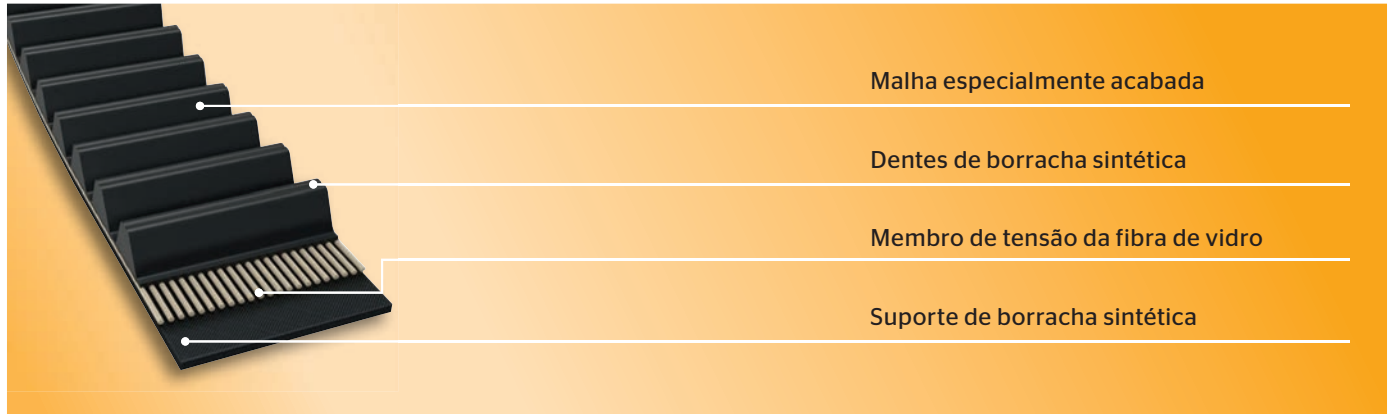 Malha especialmente acabada
Dentes de borracha sintética
Membro de tensão da fibra de vidro
Suporte de borracha sintética